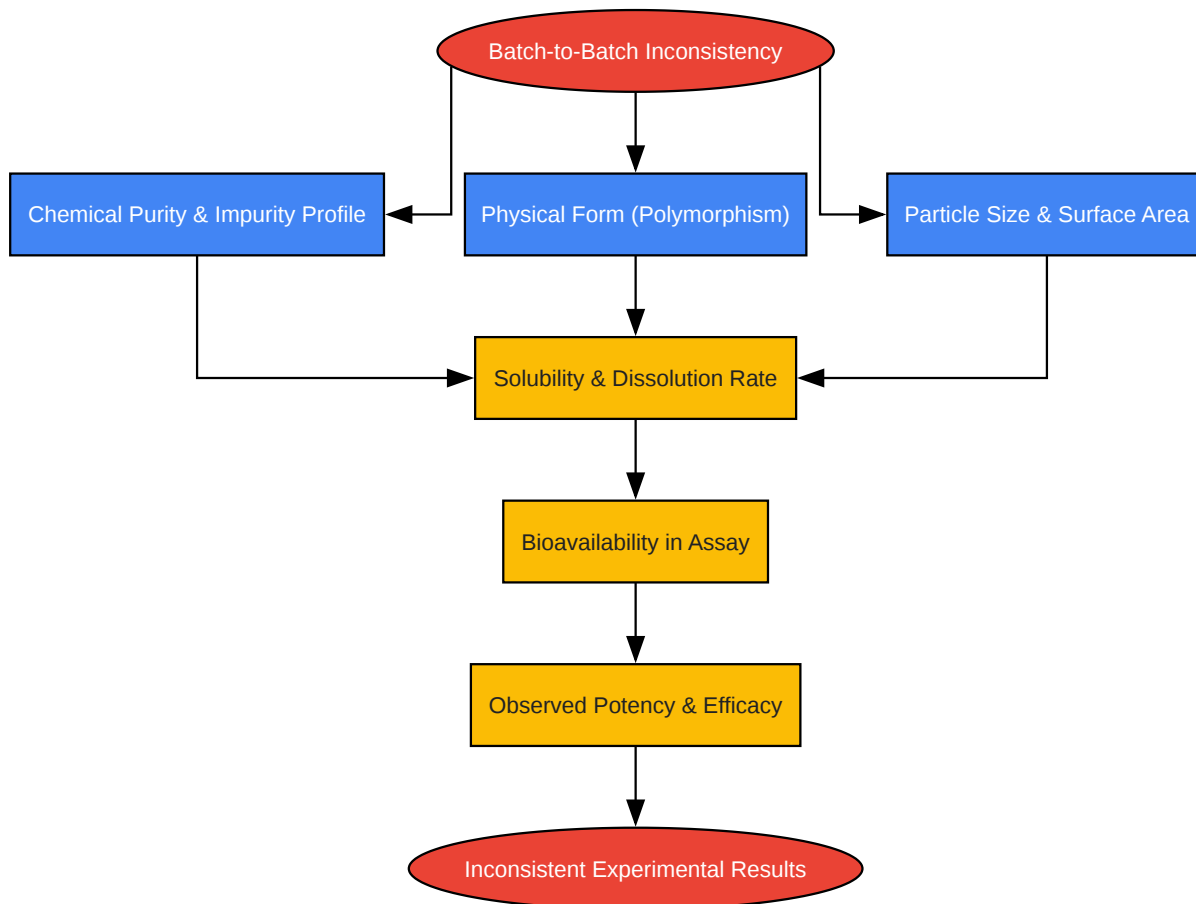 Batch-to-Batch Inconsistency
Chemical Purity & Impurity Profile
Physical Form (Polymorphism)
Particle Size & Surface Area
Solubility & Dissolution Rate
Bioavailability in Assay
Observed Potency & Efficacy
Inconsistent Experimental Results